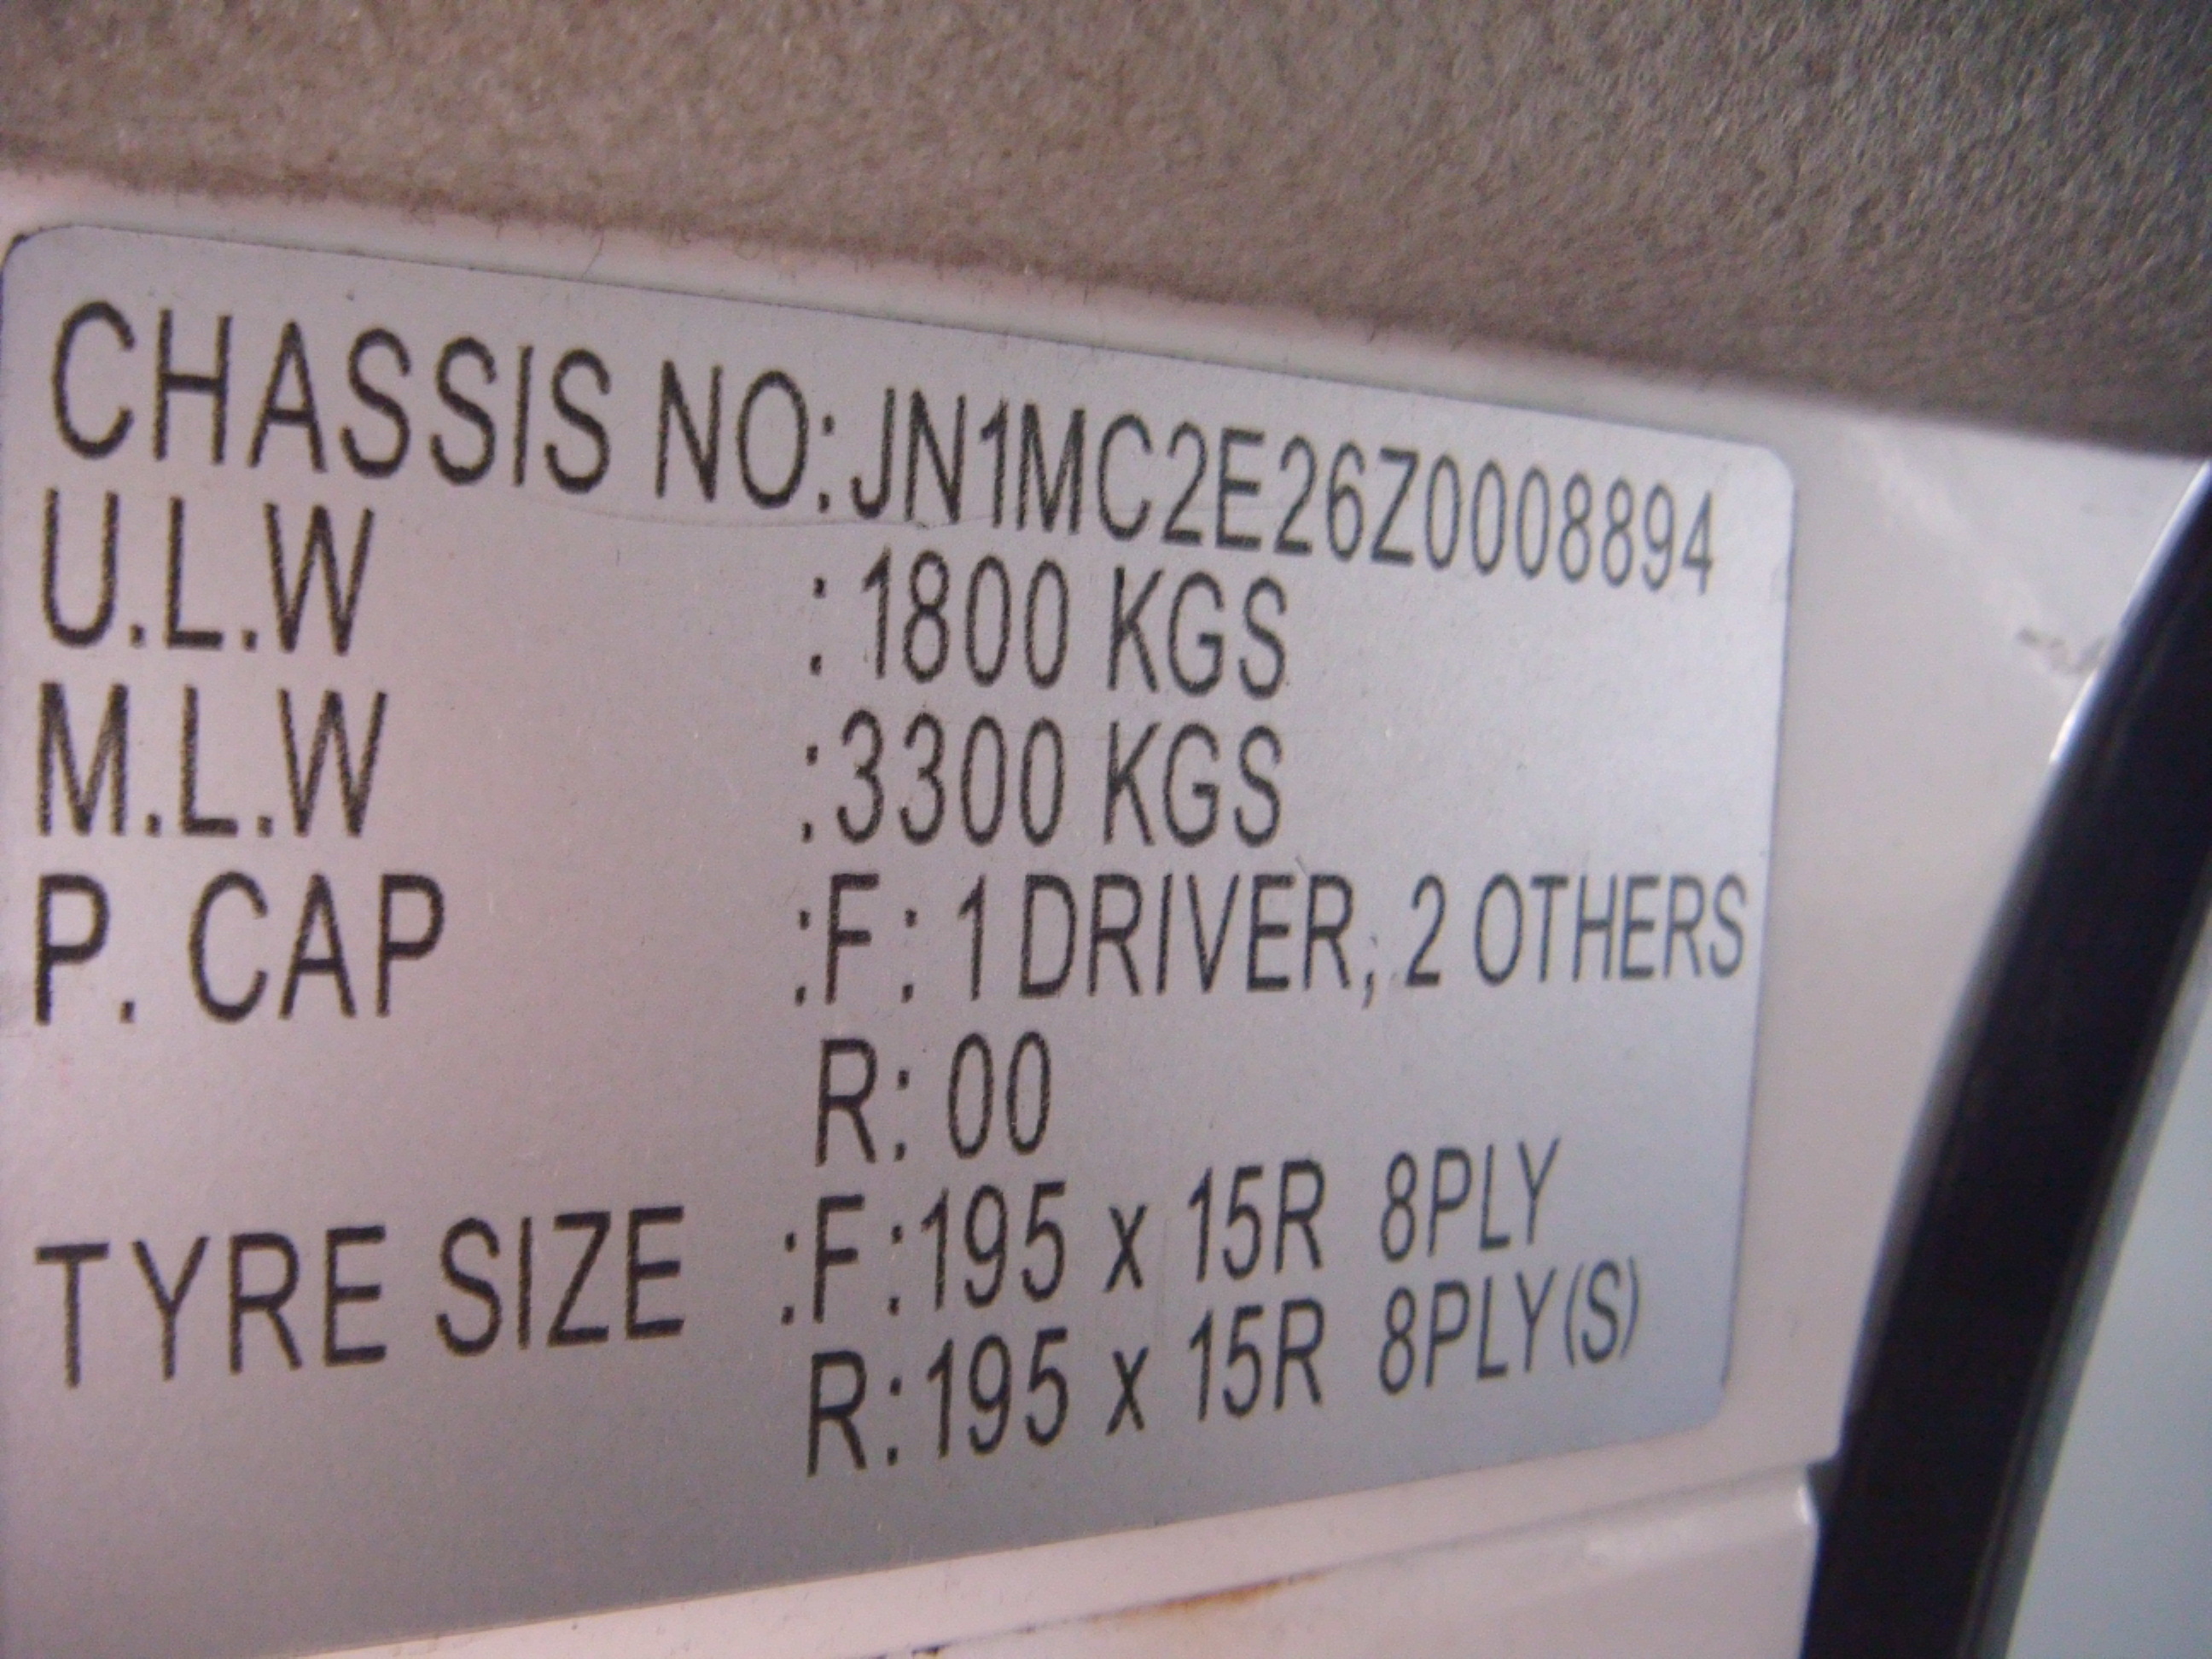 CHASSIS NO:JN1MC2E26Z0008894
U.L.W : 1800 KGS
M.L.W :3300 KGS
P. CAP :F: 1 DRIVER, 2 OTHERS
R: 00
TYRE SIZE :F:195 x 15R 8PLY
R:195 x 15R 8PLY(S)